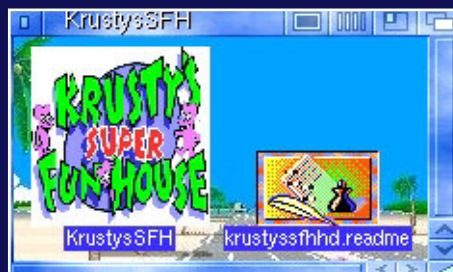 KrustysSFH
KRUSTY'S
SUPER
FUN HOUSE
KrustysSFH
krustyssfhhd.readme